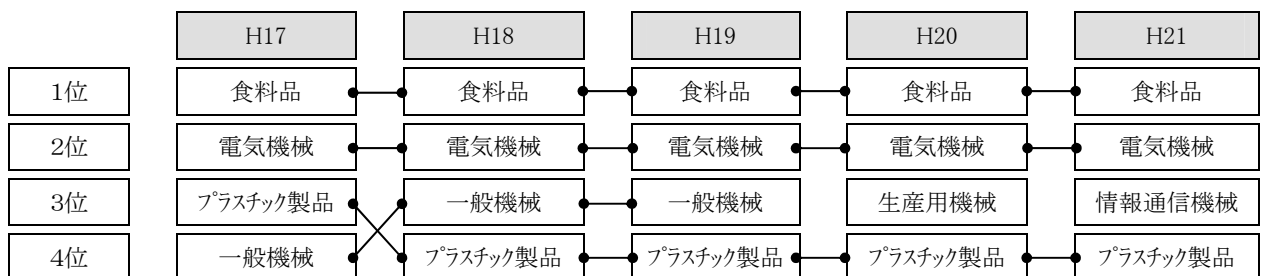 H17 H18 H19 H20 H21
1位 食料品 食料品 食料品 食料品 食料品
2位 電気機械 電気機械 電気機械 電気機械 電気機械
3位 プラスチック製品 一般機械 一般機械 生産用機械 情報通信機械
4位 一般機械 プラスチック製品 プラスチック製品 プラスチック製品 プラスチック製品